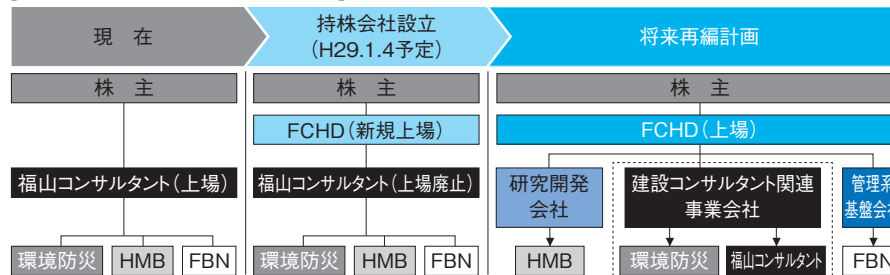 現 在
持株会社設立
(H29.1.4予定)
将来再編計画
株 主
株 主
株 主
FCHD(新規上場)
FCHD(上場)
福山コンサルタント(上場)
福山コンサルタント(上場廃止)
研究開発
会社
建設コンサルタント関連
事業会社
管理系
基盤会社
環境防災
HMB
FBN
環境防災
HMB
FBN
HMB
環境防災
福山コンサルタント
FBN